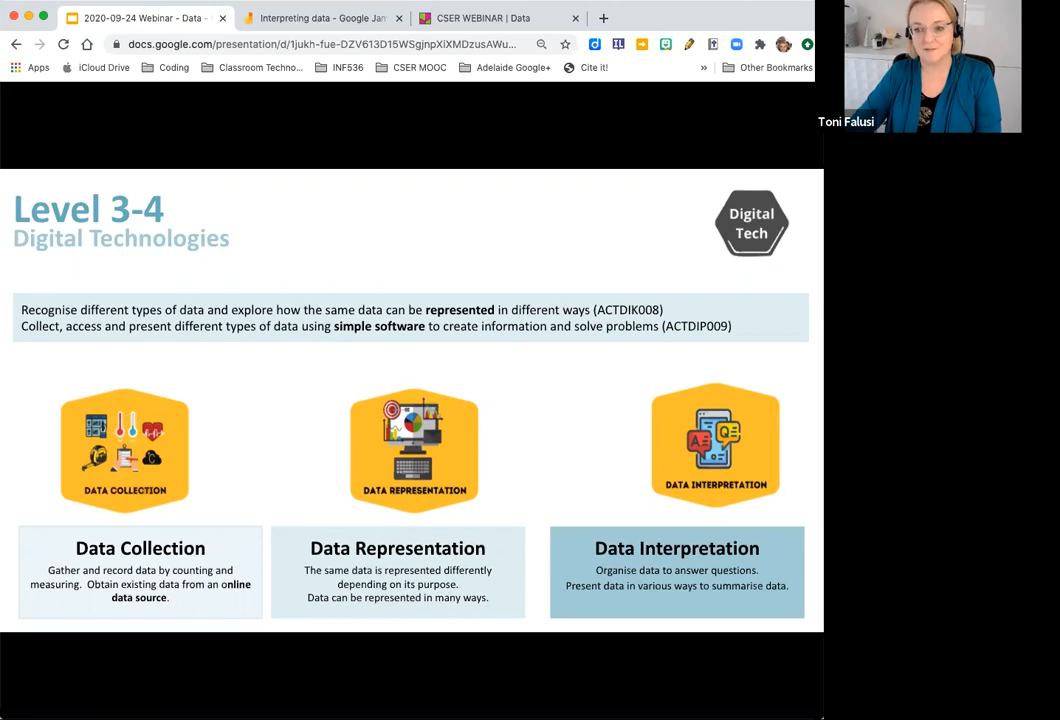 2020-09-24 Webinar - Data -
Interpreting data - Google Jam
CSER WEBINAR | Data
docs.google.com/presentation/d/1jukh-fue-DZV613D15WSgjnpXiXMDzusAWu...
Apps
iCloud Drive
Coding
Classroom Techno...
INF536
CSER MOOC
Adelaide Google+
Cite it!
»
Other Bookmarks
Toni Falusi
Level 3-4
Digital Technologies
Digital
Tech
Recognise different types of data and explore how the same data can be represented in different ways (ACTDIK008)
Collect, access and present different types of data using simple software to create information and solve problems (ACTDIP009)
DATA COLLECTION
DATA REPRESENTATION
A
Q
DATA INTERPRETATION
Data Collection
Gather and record data by counting and
measuring. Obtain existing data from an online
data source.
Data Representation
The same data is represented differently
depending on its purpose.
Data can be represented in many ways.
Data Interpretation
Organise data to answer questions.
Present data in various ways to summarise data.